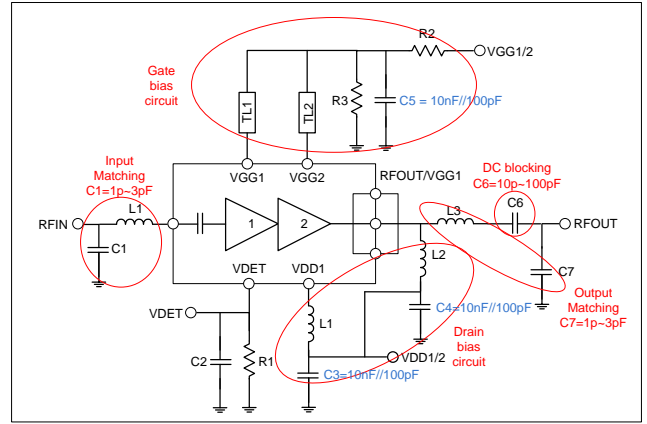 R2
VGG1/2
Gate
bias
circuit
TL1
TL2
R3
C5 = 10nF//100pF
VGG1
VGG2
RFOUT/VGG1
Input
Matching
C1=1p~3pF
DC blocking
C6=10p~100pF
RFIN
L1
1
2
L3
C6
RFOUT
C1
L2
C7
VDET
VDD1
C4=10nF//100pF
Output
Matching
C7=1p~3pF
VDET
L1
Drain
bias
circuit
C2
R1
VDD1/2
C3=10nF//100pF